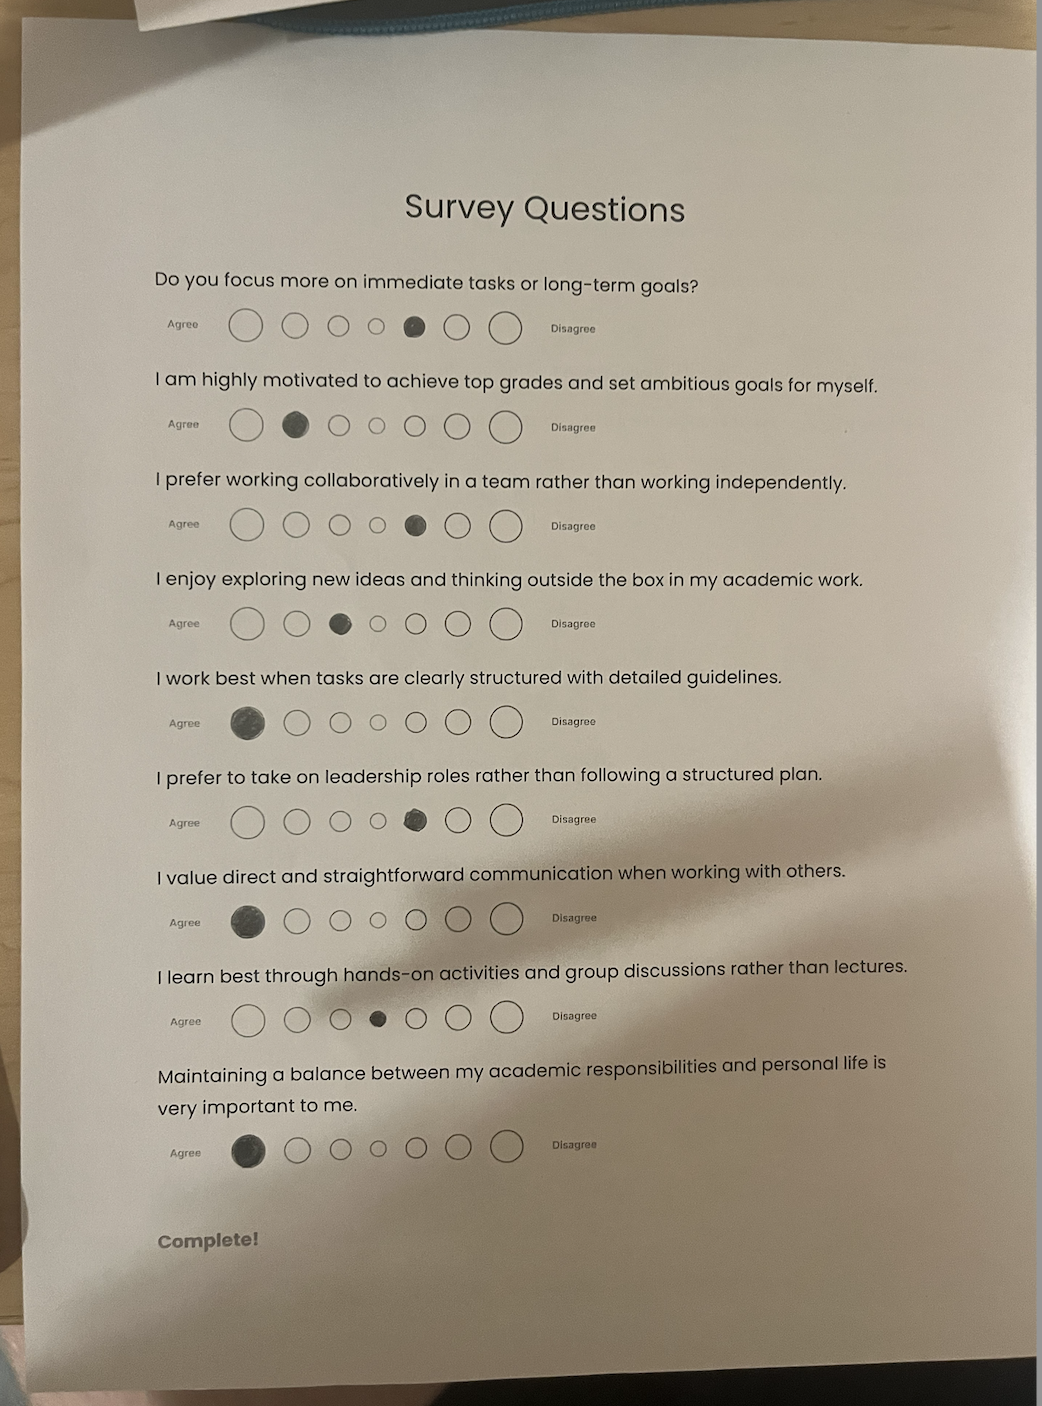 Survey Questions
Do you focus more on immediate tasks or long-term goals?
Agree Disagree
I am highly motivated to achieve top grades and set ambitious goals for myself.
Agree Disagree
I prefer working collaboratively in a team rather than working independently.
Agree Disagree
I enjoy exploring new ideas and thinking outside the box in my academic work.
Agree Disagree
I work best when tasks are clearly structured with detailed guidelines.
Agree Disagree
I prefer to take on leadership roles rather than following a structured plan.
Agree Disagree
I value direct and straightforward communication when working with others.
Agree Disagree
I learn best through hands-on activities and group discussions rather than lectures.
Agree Disagree
Maintaining a balance between my academic responsibilities and personal life is
very important to me.
Agree Disagree
Complete!